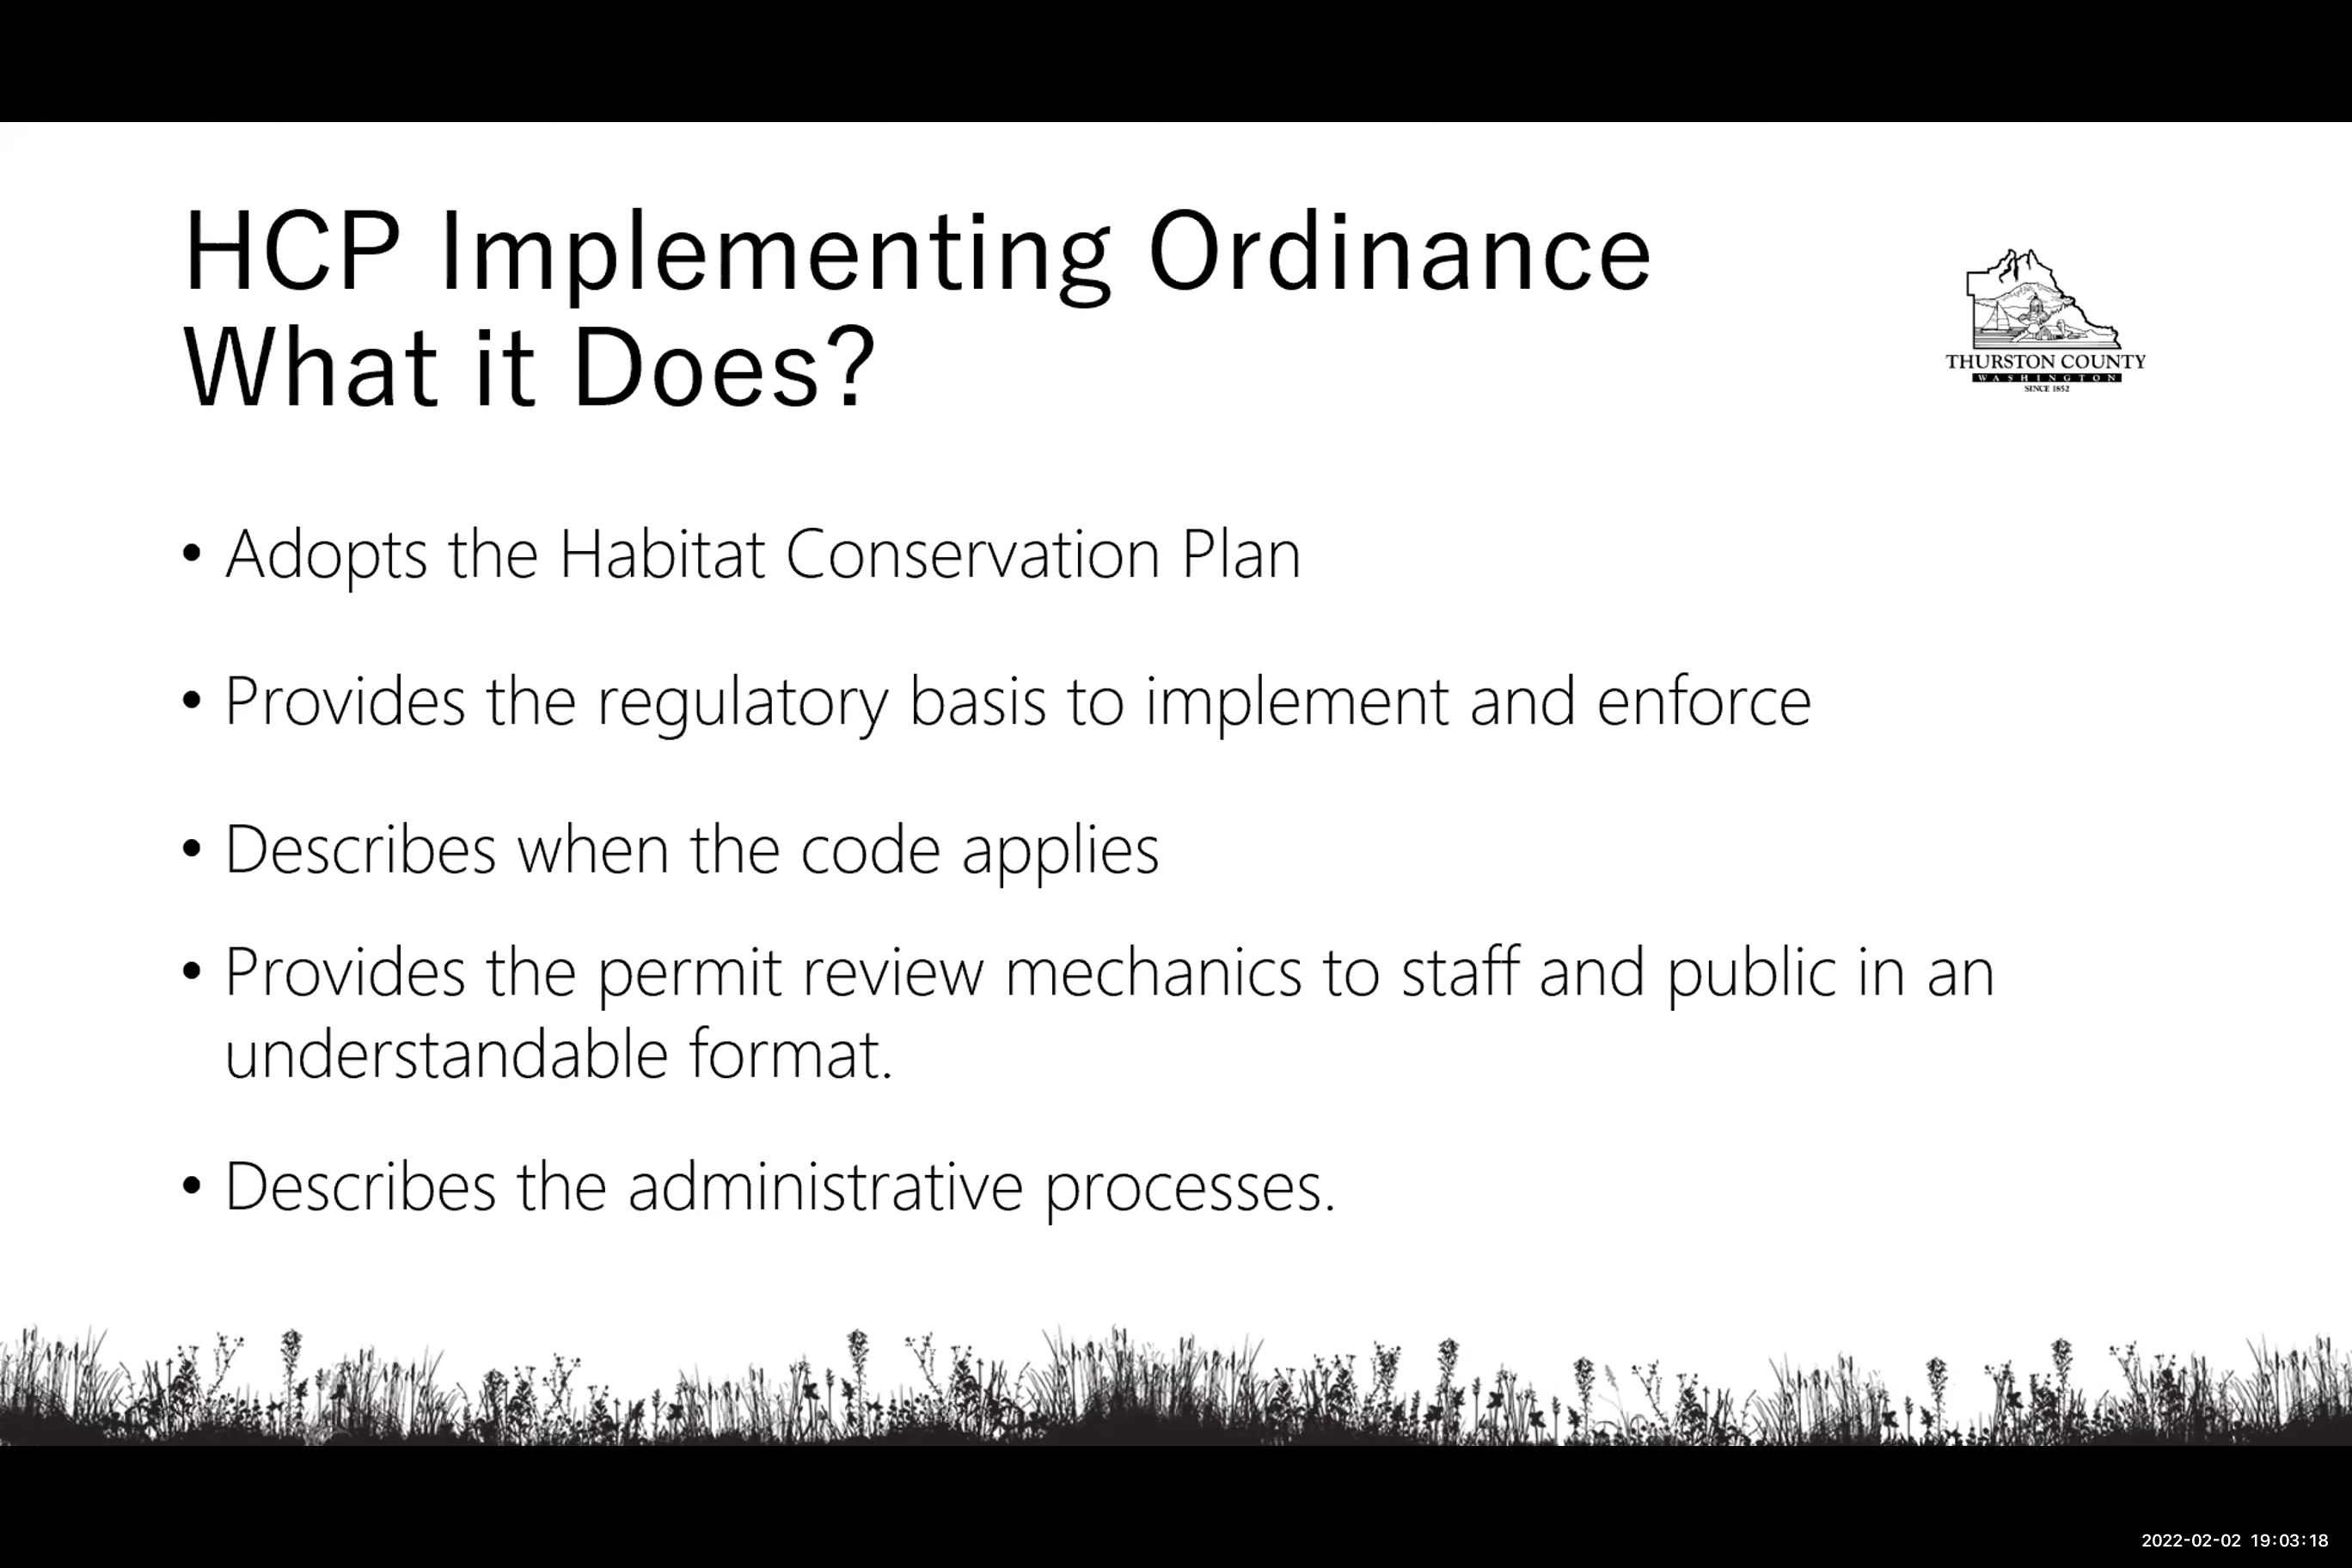 HCP Implementing Ordinance
What it Does?
THURSTON COUNTY
WASHINGTON
SINCE 1852
• Adopts the Habitat Conservation Plan
• Provides the regulatory basis to implement and enforce
• Describes when the code applies
• Provides the permit review mechanics to staff and public in an
understandable format.
• Describes the administrative processes.
2022-02-02 19:03:18